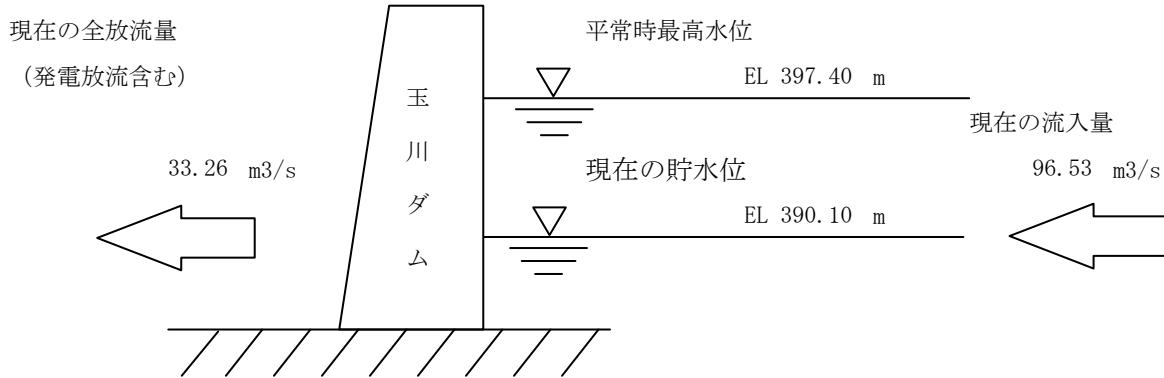 現在の全放流量
（発電放流含む）
33.26 m3/s
玉川ダム
平常時最高水位
EL 397.40 m
現在の貯水位
EL 390.10 m
現在の流入量
96.53 m3/s